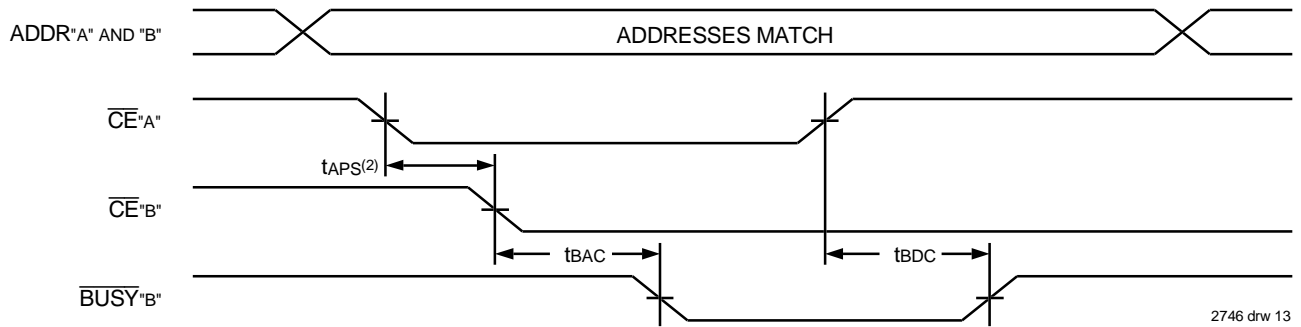 ADDR"A" AND "B"
ADDRESSES MATCH
CE"A"
tAPS(2)
CE"B"
tBAC
tBDC
BUSY"B"
2746 drw 13